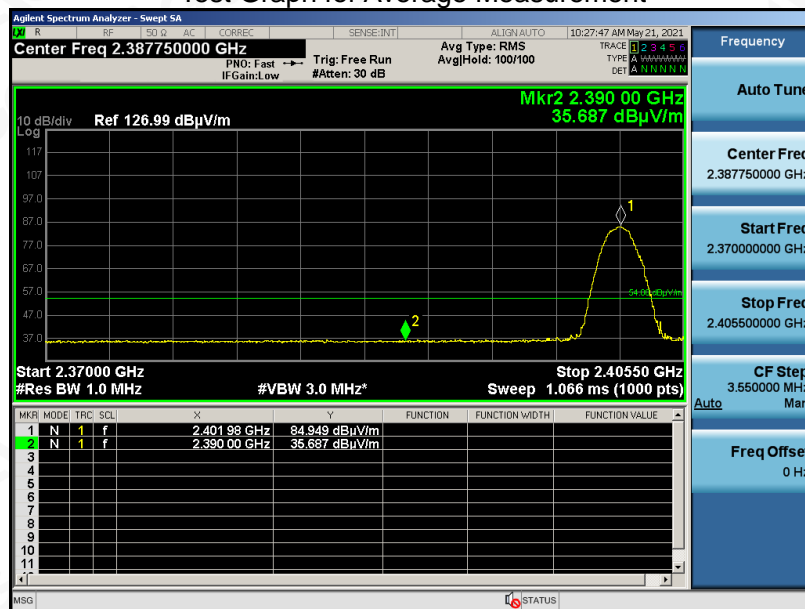 Test Graph for Average Measurement
Agilent Spectrum Analyzer - Swept SA
LXI R RF 50 Ω AC CORREC SENSE:INT ALIGN AUTO 10:27:47 AM May 21, 2021
Center Freq 2.387750000 GHz
PNO: Fast
IFGain:Low
Trig: Free Run
#Atten: 30 dB
Avg Type: RMS
Avg|Hold: 100/100
TRACE 1 2 3 4 5 6
TYPE A
DET A N N N N N
Mkr2 2.390 00 GHz
35.687 dBµV/m
10 dB/div Ref 126.99 dBµV/m
Log
117
107
97.0
87.0
77.0
67.0
57.0
47.0
37.0
1
2
54.00 dBµV/m
Start 2.37000 GHz Stop 2.40550 GHz
#Res BW 1.0 MHz #VBW 3.0 MHz* Sweep 1.066 ms (1000 pts)
MKR MODE TRC SCL X Y FUNCTION FUNCTION WIDTH FUNCTION VALUE
1 N 1 f 2.401 98 GHz 84.949 dBµV/m
2 N 1 f 2.390 00 GHz 35.687 dBµV/m
3
4
5
6
7
8
9
10
11
MSG STATUS
Frequency
Auto Tune
Center Freq
2.387750000 GHz
Start Freq
2.370000000 GHz
Stop Freq
2.405500000 GHz
CF Step
3.550000 MHz
Auto Man
Freq Offset
0 Hz